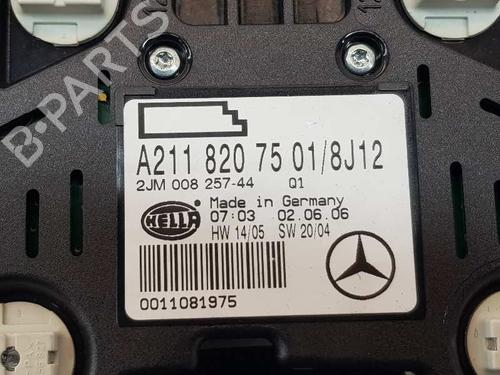 A211 820 75 01/8J12
2JM 008 257-44 Q1
Made in Germany
HELLA
07:03 02.06.06
HW 14/05 SW 20/04
0011081975
B-PARTS